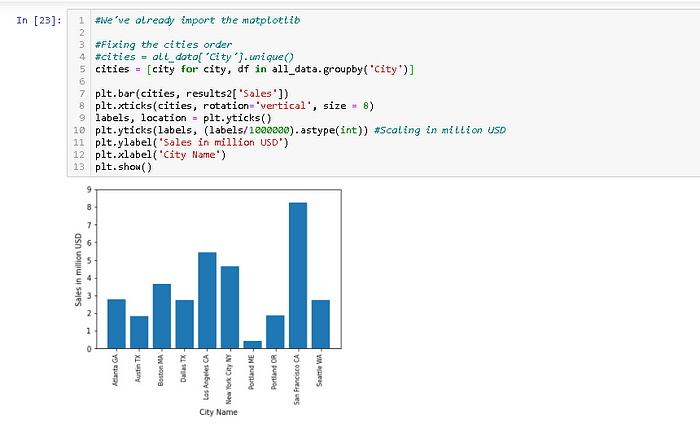 In [23]:
1 #We've already import the matplotlib
2
3 #Fixing the cities order
4 #cities = all_data['City'].unique()
5 cities = [city for city, df in all_data.groupby('City')]
6
7 plt.bar(cities, results2['Sales'])
8 plt.xticks(cities, rotation='vertical', size = 8)
9 labels, location = plt.yticks()
10 plt.yticks(labels, (labels/1000000).astype(int)) #Scaling in million USD
11 plt.ylabel('Sales in million USD')
12 plt.xlabel('City Name')
13 plt.show()
Sales in million USD
9
8
7
6
5
4
3
2
1
0
Atlanta GA
Austin TX
Boston MA
Dallas TX
Los Angeles CA
New York City NY
Portland ME
Portland OR
San Francisco CA
Seattle WA
City Name